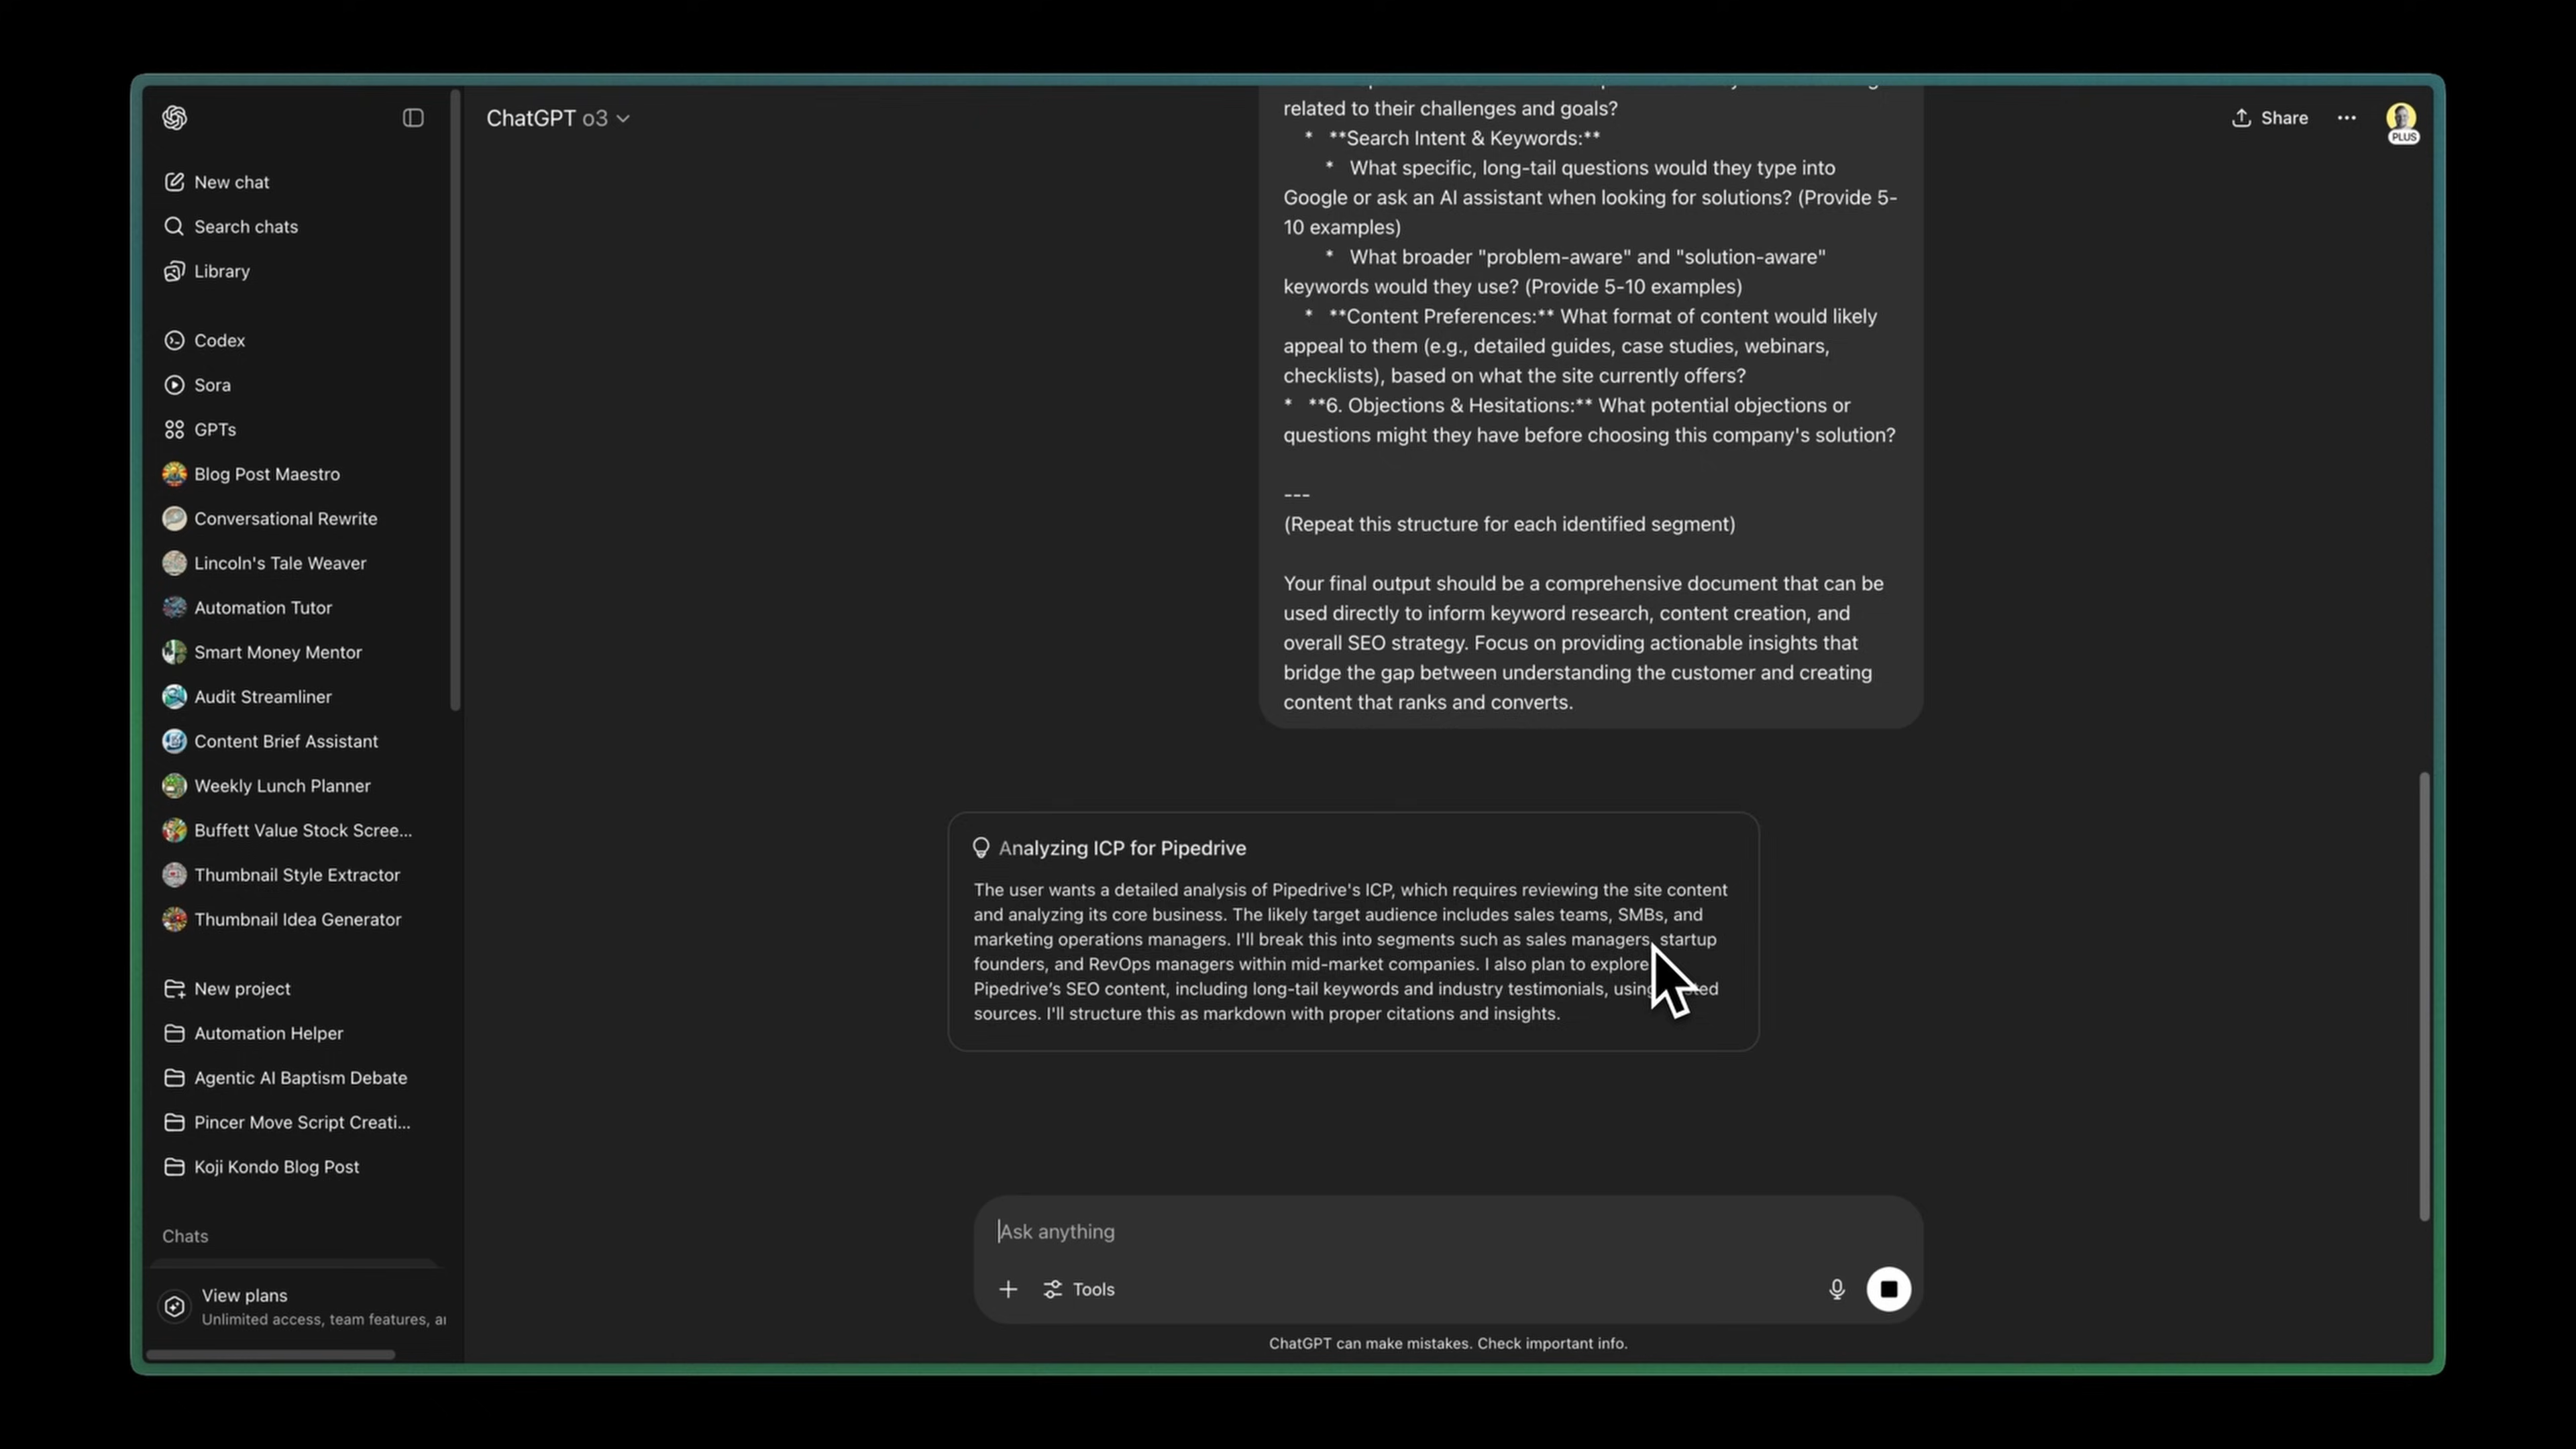 New chat
Search chats
Library
Codex
Sora
GPTs
Blog Post Maestro
Conversational Rewrite
Lincoln's Tale Weaver
Automation Tutor
Smart Money Mentor
Audit Streamliner
Content Brief Assistant
Weekly Lunch Planner
Buffett Value Stock Scree...
Thumbnail Style Extractor
Thumbnail Idea Generator
New project
Automation Helper
Agentic AI Baptism Debate
Pincer Move Script Creati...
Koji Kondo Blog Post
Chats
View plans
Unlimited access, team features,
ChatGPT o3
Share
PLUS
related to their challenges and goals?
* **Search Intent & Keywords:**
* What specific, long-tail questions would they type into
Google or ask an AI assistant when looking for solutions? (Provide 5-
10 examples)
* What broader "problem-aware" and "solution-aware"
keywords would they use? (Provide 5-10 examples)
* **Content Preferences:** What format of content would likely
appeal to them (e.g., detailed guides, case studies, webinars,
checklists), based on what the site currently offers?
* **6. Objections & Hesitations:** What potential objections or
questions might they have before choosing this company's solution?
---
(Repeat this structure for each identified segment)
Your final output should be a comprehensive document that can be
used directly to inform keyword research, content creation, and
overall SEO strategy. Focus on providing actionable insights that
bridge the gap between understanding the customer and creating
content that ranks and converts.
Analyzing ICP for Pipedrive
The user wants a detailed analysis of Pipedrive's ICP, which requires reviewing the site content
and analyzing its core business. The likely target audience includes sales teams, SMBs, and
marketing operations managers. I'll break this into segments such as sales managers, startup
founders, and RevOps managers within mid-market companies. I also plan to explore
Pipedrive's SEO content, including long-tail keywords and industry testimonials, using
sources. I'll structure this as markdown with proper citations and insights.
Ask anything
Tools
ChatGPT can make mistakes. Check important info.